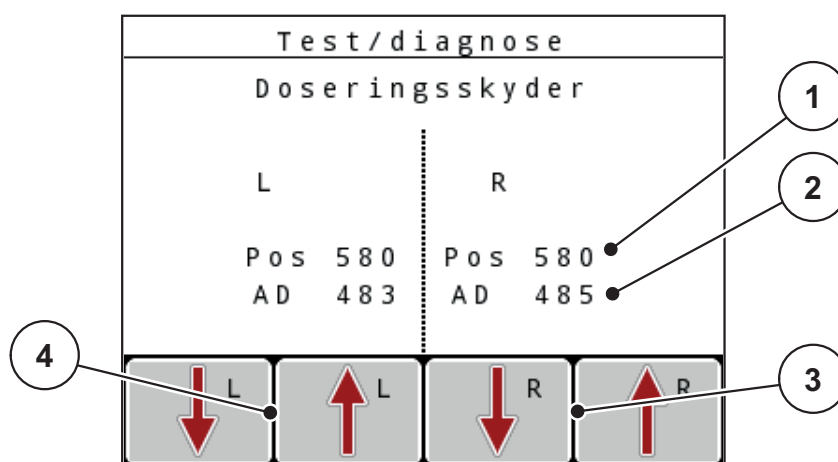 Test/diagnose
Doseringsskyder
1
2
L R
Pos 580 Pos 580
AD 483 AD 485
4
3
L L R R